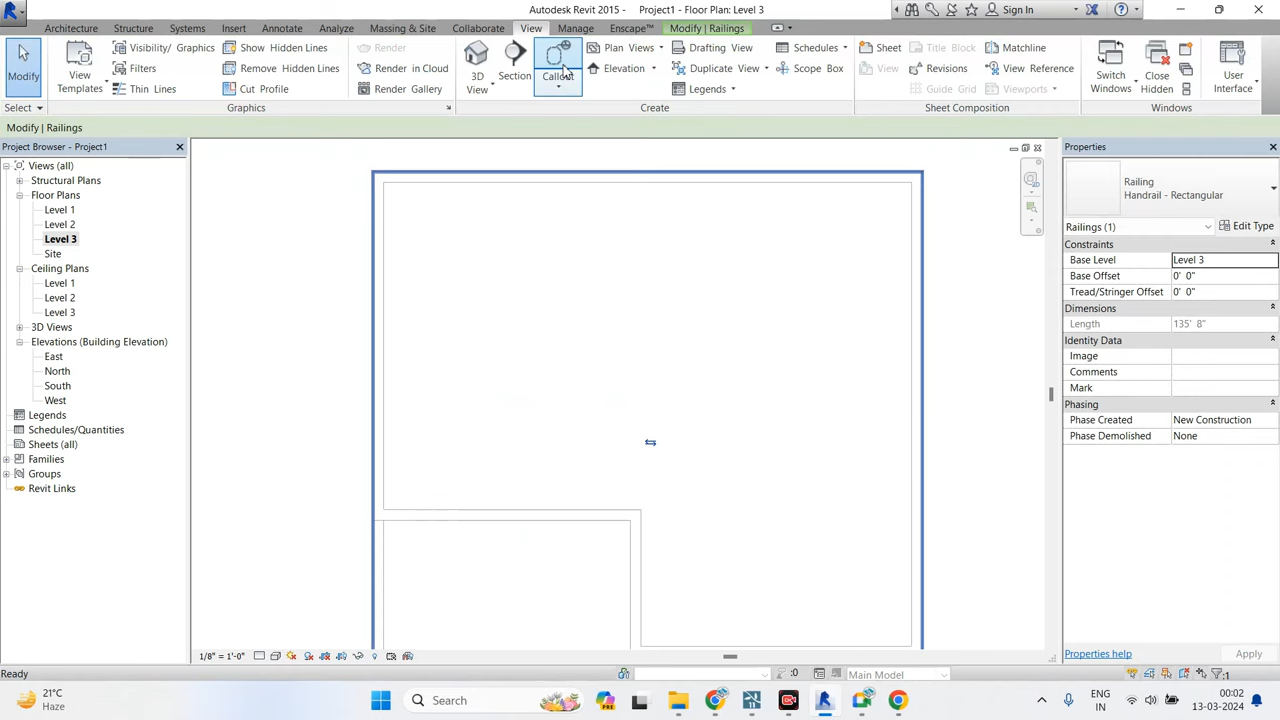 Autodesk Revit 2015 - Project1 - Floor Plan: Level 3
Sign In
Architecture Structure Systems Insert Annotate Analyze Massing & Site Collaborate View Manage Enscape™ Modify | Railings
Modify
View Templates
Visibility/ Graphics
Filters
Thin Lines
Show Hidden Lines
Remove Hidden Lines
Cut Profile
Render
Render in Cloud
Render Gallery
3D View
Section
Callout
Plan Views
Elevation
Drafting View
Duplicate View
Legends
Schedules
Scope Box
Sheet
View
Title Block
Revisions
Guide Grid
Matchline
View Reference
Viewports
Switch Windows
Close Hidden
User Interface
Select
Graphics
Create
Sheet Composition
Windows
Modify | Railings
Project Browser - Project1
Views (all)
Structural Plans
Floor Plans
Level 1
Level 2
Level 3
Site
Ceiling Plans
Level 1
Level 2
Level 3
3D Views
Elevations (Building Elevation)
East
North
South
West
Legends
Schedules/Quantities
Sheets (all)
Families
Groups
Revit Links
2D
Properties
Railing
Handrail - Rectangular
Railings (1)
Edit Type
Constraints
Base Level Level 3
Base Offset 0' 0"
Tread/Stringer Offset 0' 0"
Dimensions
Length 135' 8"
Identity Data
Image
Comments
Mark
Phasing
Phase Created New Construction
Phase Demolished None
Properties help
Apply
1/8" = 1'-0"
Ready
:0
Main Model
:1
21°C
Haze
Search
PRE
ENG
IN
00:02
13-03-2024